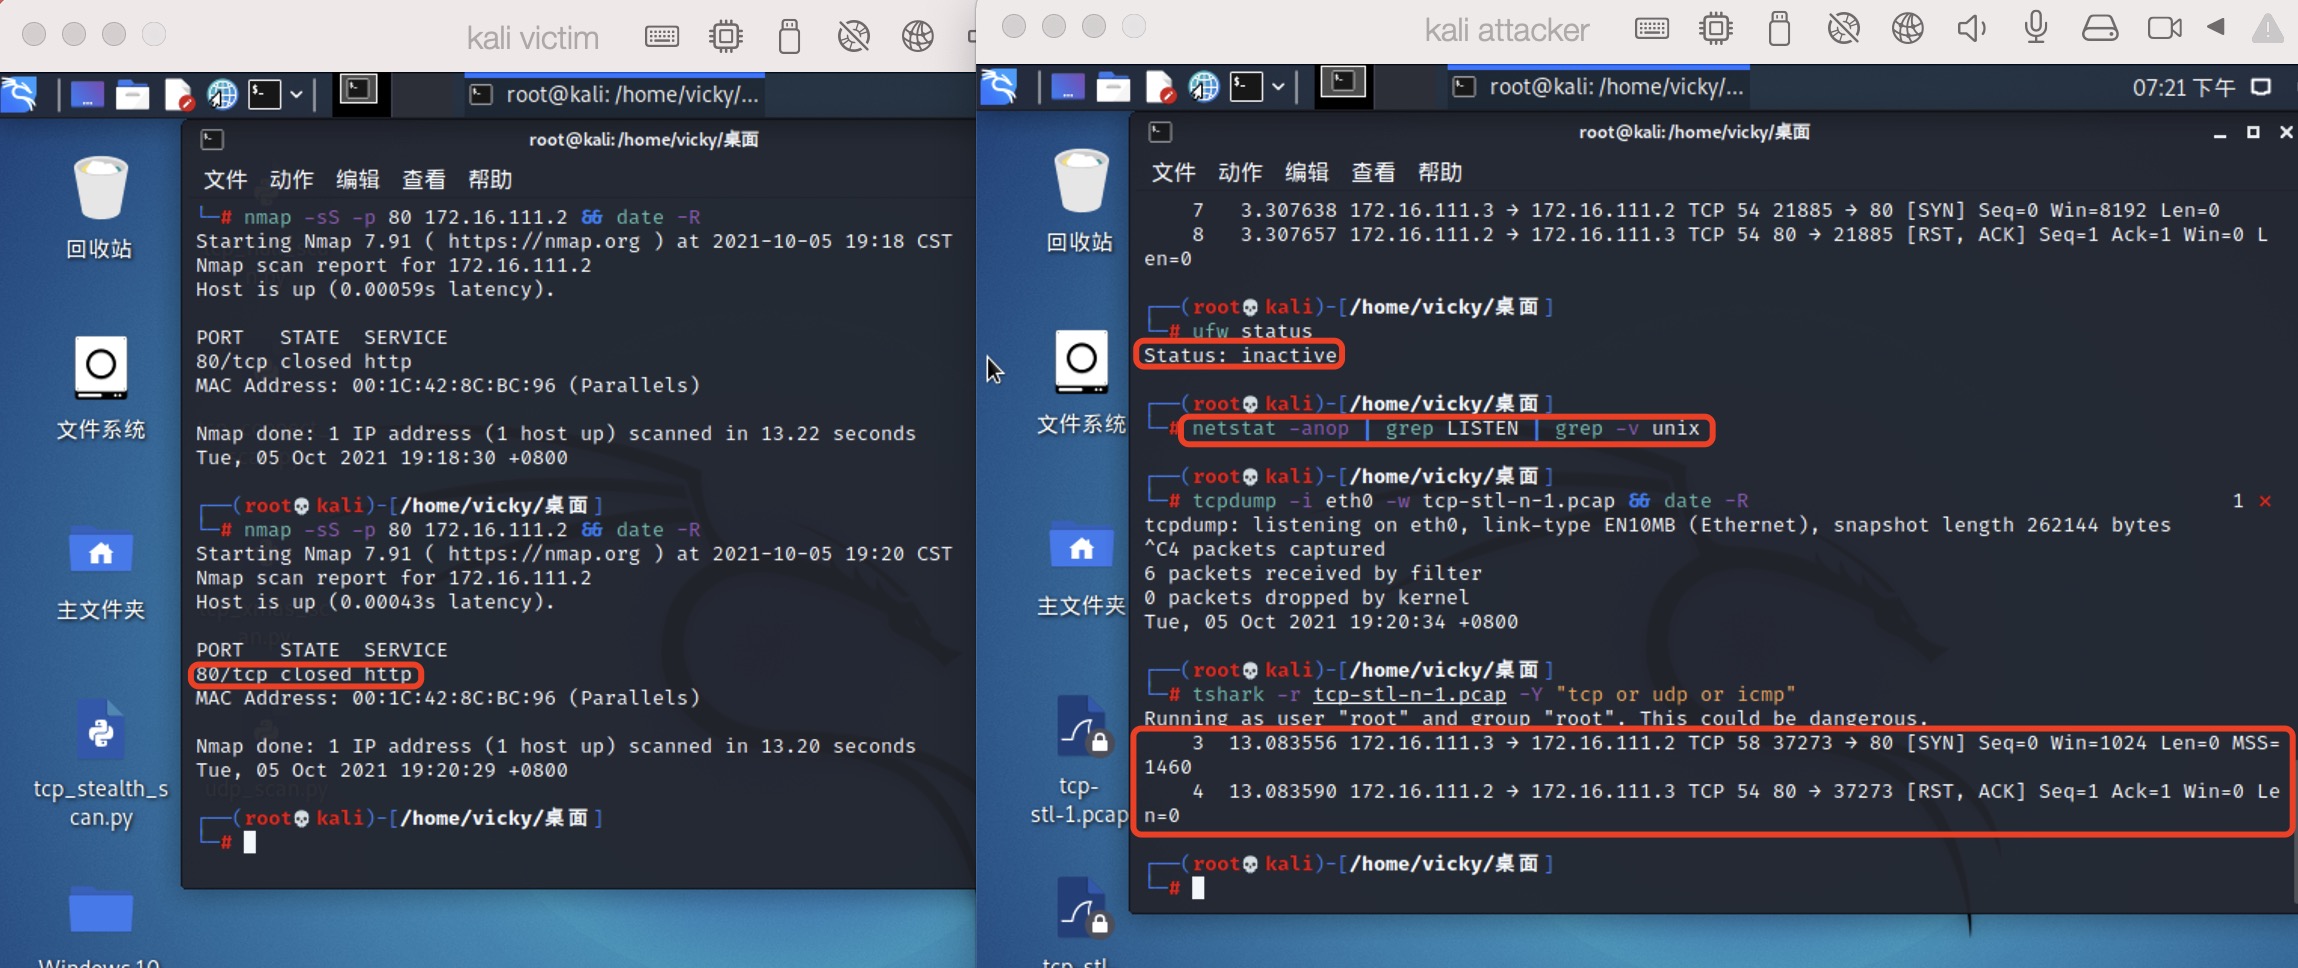 kali victim
root@kali: /home/vicky/...
root@kali: /home/vicky/桌面
文件 动作 编辑 查看 帮助
└─# nmap -sS -p 80 172.16.111.2 && date -R
Starting Nmap 7.91 ( https://nmap.org ) at 2021-10-05 19:18 CST
Nmap scan report for 172.16.111.2
Host is up (0.00059s latency).
PORT   STATE  SERVICE
80/tcp closed http
MAC Address: 00:1C:42:8C:BC:96 (Parallels)
Nmap done: 1 IP address (1 host up) scanned in 13.22 seconds
Tue, 05 Oct 2021 19:18:30 +0800
┌──(root💀kali)-[/home/vicky/桌面]
└─# nmap -sS -p 80 172.16.111.2 && date -R
Starting Nmap 7.91 ( https://nmap.org ) at 2021-10-05 19:20 CST
Nmap scan report for 172.16.111.2
Host is up (0.00043s latency).
PORT   STATE  SERVICE
80/tcp closed http
MAC Address: 00:1C:42:8C:BC:96 (Parallels)
Nmap done: 1 IP address (1 host up) scanned in 13.20 seconds
Tue, 05 Oct 2021 19:20:29 +0800
┌──(root💀kali)-[/home/vicky/桌面]
└─#
回收站
文件系统
主文件夹
tcp_stealth_s
can.py
udp_scan.py
Windows 10
kali attacker
root@kali: /home/vicky/...
07:21 下午
root@kali: /home/vicky/桌面
文件 动作 编辑 查看 帮助
7   3.307638 172.16.111.3 → 172.16.111.2 TCP 54 21885 → 80 [SYN] Seq=0 Win=8192 Len=0
8   3.307657 172.16.111.2 → 172.16.111.3 TCP 54 80 → 21885 [RST, ACK] Seq=1 Ack=1 Win=0 L
en=0
┌──(root💀kali)-[/home/vicky/桌面]
└─# ufw status
Status: inactive
┌──(root💀kali)-[/home/vicky/桌面]
└─# netstat -anop | grep LISTEN | grep -v unix
┌──(root💀kali)-[/home/vicky/桌面]
└─# tcpdump -i eth0 -w tcp-stl-n-1.pcap && date -R 1 ⨯
tcpdump: listening on eth0, link-type EN10MB (Ethernet), snapshot length 262144 bytes
^C4 packets captured
6 packets received by filter
0 packets dropped by kernel
Tue, 05 Oct 2021 19:20:34 +0800
┌──(root💀kali)-[/home/vicky/桌面]
└─# tshark -r tcp-stl-n-1.pcap -Y "tcp or udp or icmp"
Running as user "root" and group "root". This could be dangerous.
3  13.083556 172.16.111.3 → 172.16.111.2 TCP 58 37273 → 80 [SYN] Seq=0 Win=1024 Len=0 MSS=
1460
4  13.083590 172.16.111.2 → 172.16.111.3 TCP 54 80 → 37273 [RST, ACK] Seq=1 Ack=1 Win=0 Le
n=0
┌──(root💀kali)-[/home/vicky/桌面]
└─#
回收站
文件系统
主文件夹
tcp-
stl-1.pcap
tcp_stl